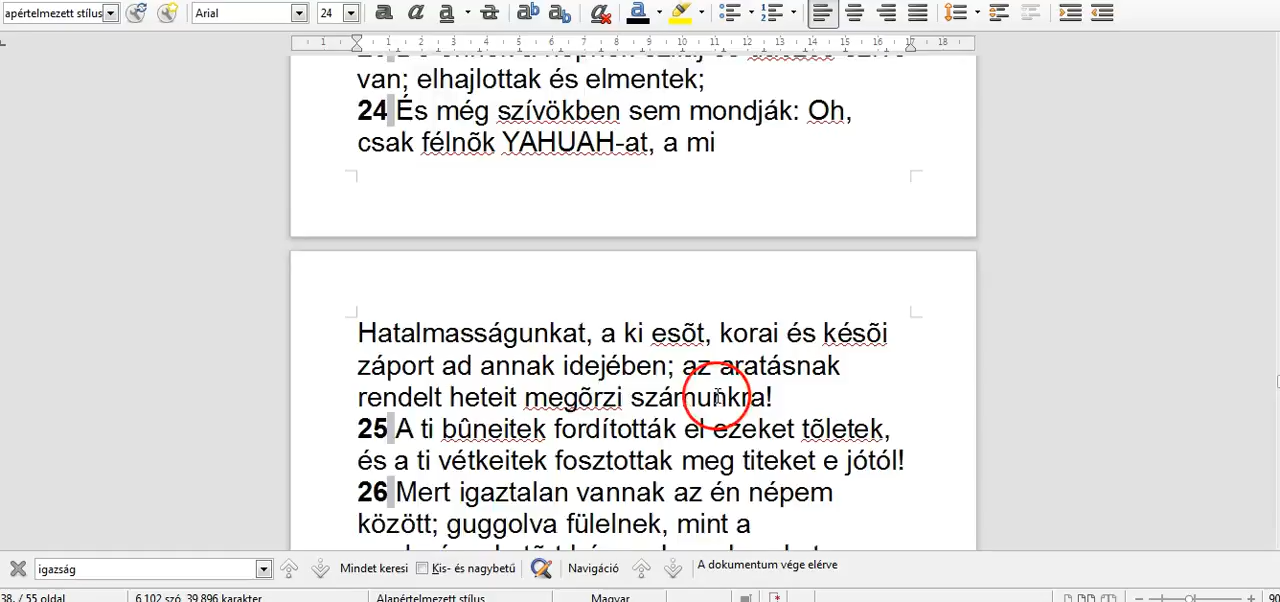 apértelmezett stílus
Arial
24
1 1 2 3 4 5 6 7 8 9 10 11 12 13 14 15 16 17 18
van; elhajlottak és elmentek;
24 És még szívökben sem mondják: Oh,
csak félnõk YAHUAH-at, a mi
Hatalmasságunkat, a ki esõt, korai és késõi
záport ad annak idejében; az aratásnak
rendelt heteit megõrzi számunkra!
25 A ti bûneitek fordították el ezeket tõletek,
és a ti vétkeitek fosztottak meg titeket e jótól!
26 Mert igaztalan vannak az én népem
között; guggolva fülelnek, mint a
igazság
Mindet keresi
Kis- és nagybetű
Navigáció
A dokumentum vége elérve
38. / 55 oldal
6 102 szó, 39 896 karakter
Alapértelmezett stílus
Magyar
90